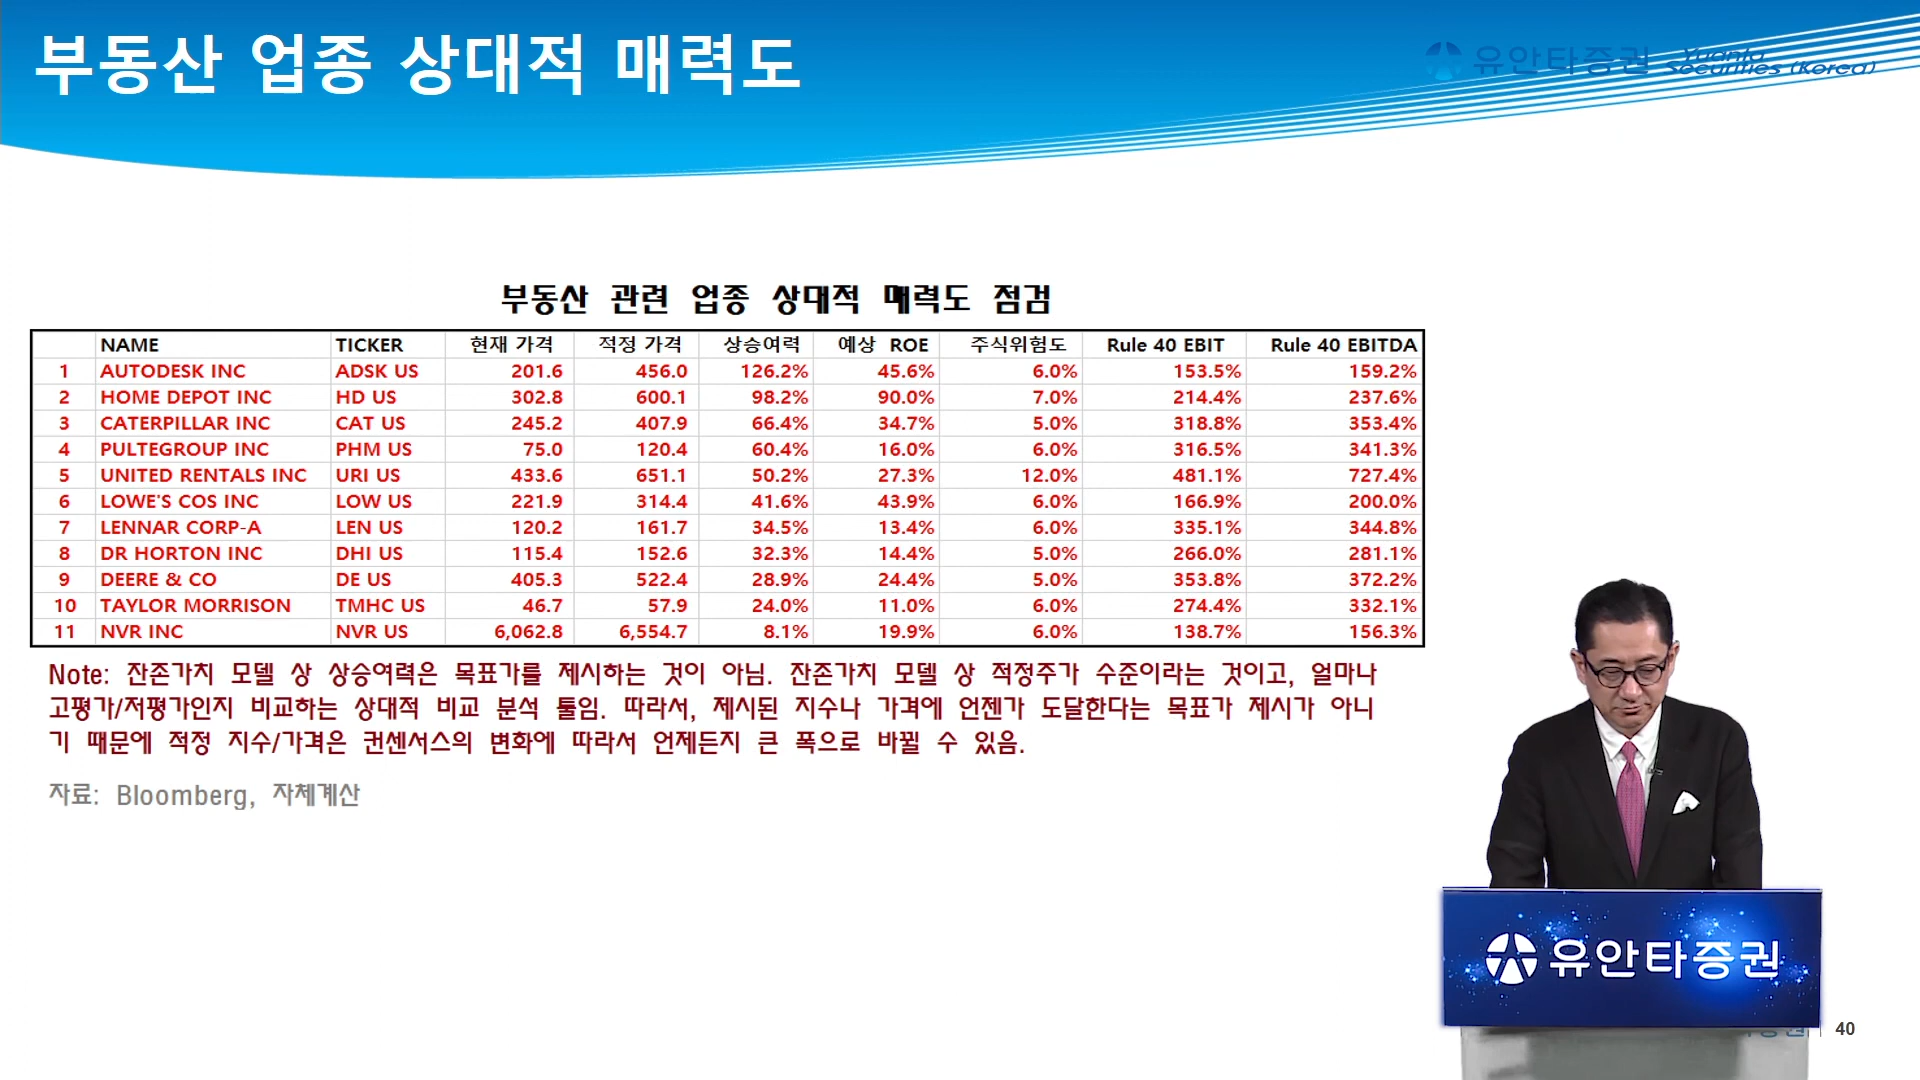 부동산 업종 상대적 매력도
유안타증권 Yuanta Securities (Korea)
부동산 관련 업종 상대적 매력도 점검
NAME TICKER 현재 가격 적정 가격 상승여력 예상 ROE 주식위험도 Rule 40 EBIT Rule 40 EBITDA
1 AUTODESK INC ADSK US 201.6 456.0 126.2% 45.6% 6.0% 153.5% 159.2%
2 HOME DEPOT INC HD US 302.8 600.1 98.2% 90.0% 7.0% 214.4% 237.6%
3 CATERPILLAR INC CAT US 245.2 407.9 66.4% 34.7% 5.0% 318.8% 353.4%
4 PULTEGROUP INC PHM US 75.0 120.4 60.4% 16.0% 6.0% 316.5% 341.3%
5 UNITED RENTALS INC URI US 433.6 651.1 50.2% 27.3% 12.0% 481.1% 727.4%
6 LOWE'S COS INC LOW US 221.9 314.4 41.6% 43.9% 6.0% 166.9% 200.0%
7 LENNAR CORP-A LEN US 120.2 161.7 34.5% 13.4% 6.0% 335.1% 344.8%
8 DR HORTON INC DHI US 115.4 152.6 32.3% 14.4% 5.0% 266.0% 281.1%
9 DEERE & CO DE US 405.3 522.4 28.9% 24.4% 5.0% 353.8% 372.2%
10 TAYLOR MORRISON TMHC US 46.7 57.9 24.0% 11.0% 6.0% 274.4% 332.1%
11 NVR INC NVR US 6,062.8 6,554.7 8.1% 19.9% 6.0% 138.7% 156.3%
Note: 잔존가치 모델 상 상승여력은 목표가를 제시하는 것이 아님. 잔존가치 모델 상 적정주가 수준이라는 것이고, 얼마나
고평가/저평가인지 비교하는 상대적 비교 분석 툴임. 따라서, 제시된 지수나 가격에 언젠가 도달한다는 목표가 제시가 아니
기 때문에 적정 지수/가격은 컨센서스의 변화에 따라서 언제든지 큰 폭으로 바뀔 수 있음.
자료: Bloomberg, 자체계산
유안타증권
40